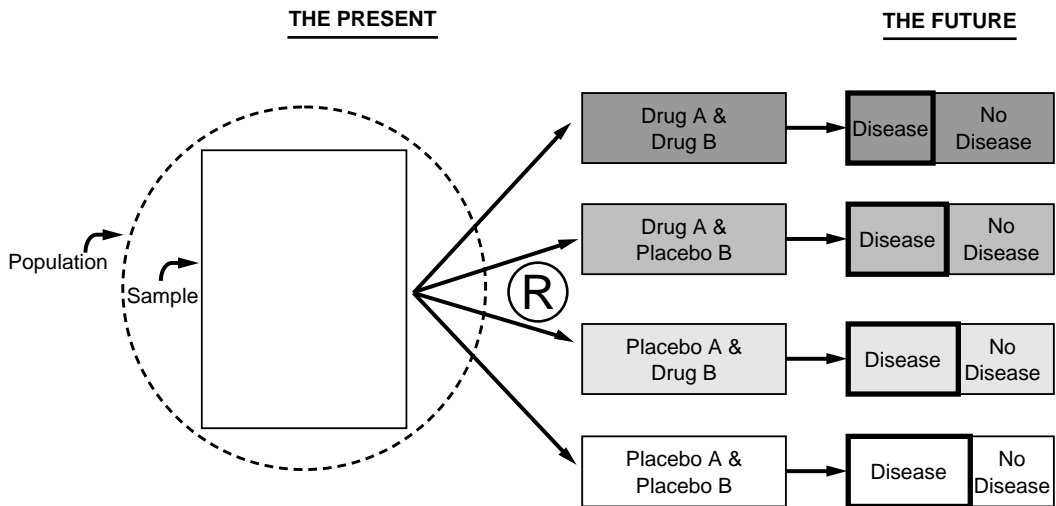 THE PRESENT
THE FUTURE
Population
Sample
R
Drug A &
Drug B
Disease
No
Disease
Drug A &
Placebo B
Disease
No
Disease
Placebo A &
Drug B
Disease
No
Disease
Placebo A &
Placebo B
Disease
No
Disease